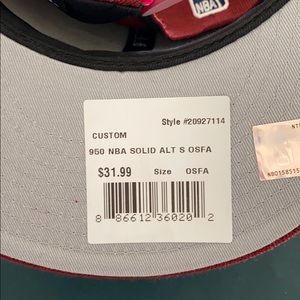 NBA
Style #20927114
CUSTOM
950 NBA SOLID ALT S OSFA
$31.99 Size OSFA
8 86612 36020 2